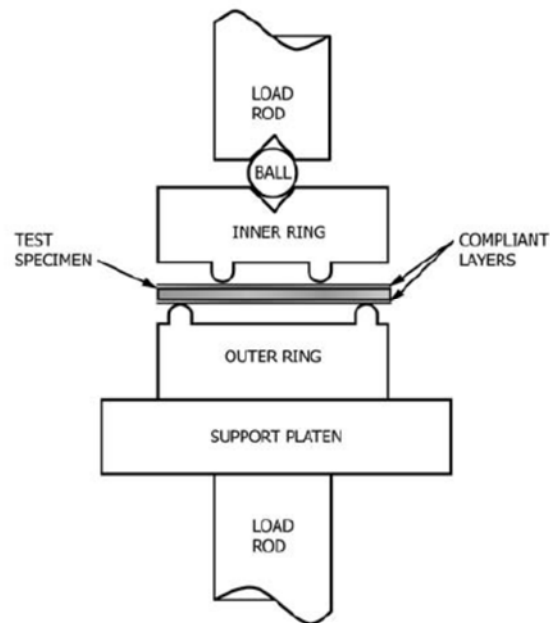 LOAD
ROD
BALL
INNER RING
TEST
SPECIMEN
COMPLIANT
LAYERS
OUTER RING
SUPPORT PLATEN
LOAD
ROD